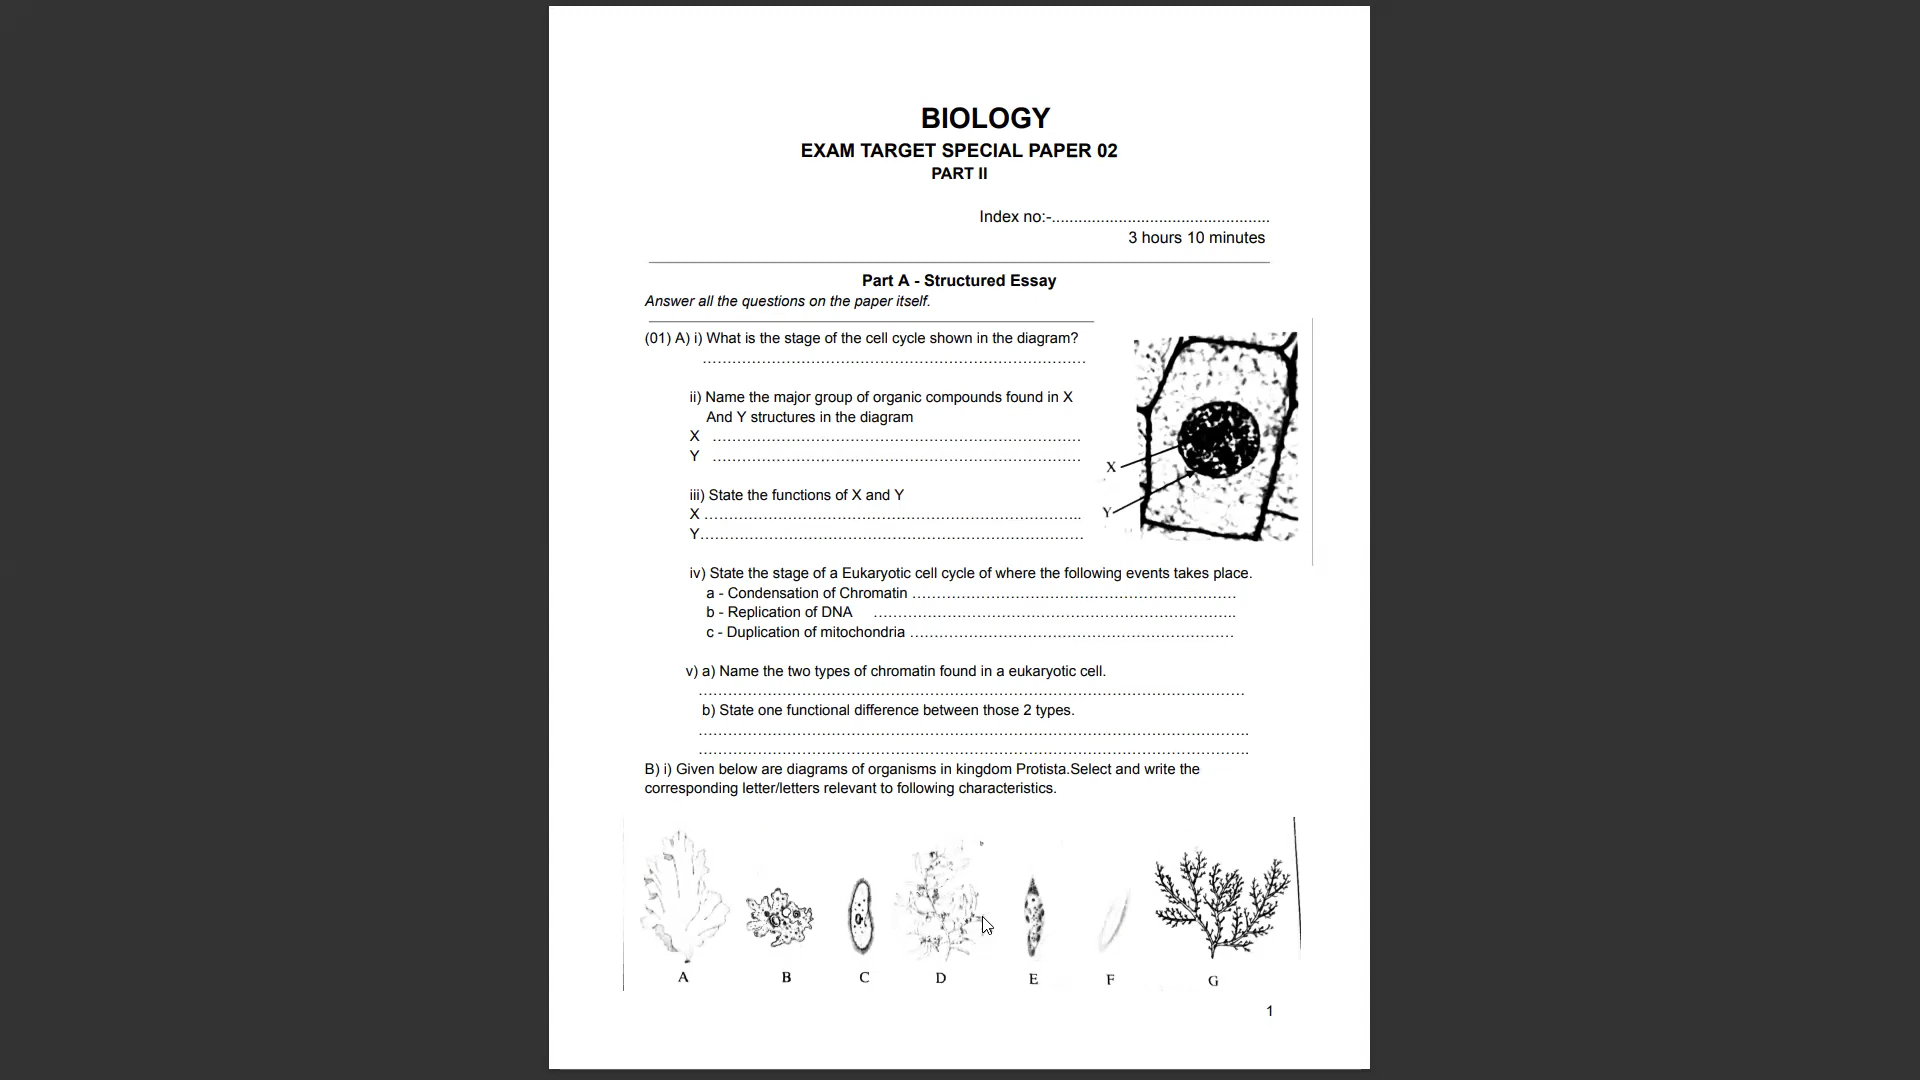 BIOLOGY
EXAM TARGET SPECIAL PAPER 02
PART II
Index no:-.................................................
3 hours 10 minutes
Part A - Structured Essay
Answer all the questions on the paper itself.
(01) A) i) What is the stage of the cell cycle shown in the diagram?
……………………………………………………………………
ii) Name the major group of organic compounds found in X
And Y structures in the diagram
X …………………………………………………………………
Y …………………………………………………………………
iii) State the functions of X and Y
X …………………………………………………………………..
Y……………………………………………………………………
X
Y
iv) State the stage of a Eukaryotic cell cycle of where the following events takes place.
a - Condensation of Chromatin …………………………………………………………
b - Replication of DNA ………………………………………………………………..
c - Duplication of mitochondria …………………………………………………………
v) a) Name the two types of chromatin found in a eukaryotic cell.
…………………………………………………………………………………………………
b) State one functional difference between those 2 types.
…………………………………………………………………………………………………..
…………………………………………………………………………………………………..
B) i) Given below are diagrams of organisms in kingdom Protista.Select and write the
corresponding letter/letters relevant to following characteristics.
A B C D E F G
1